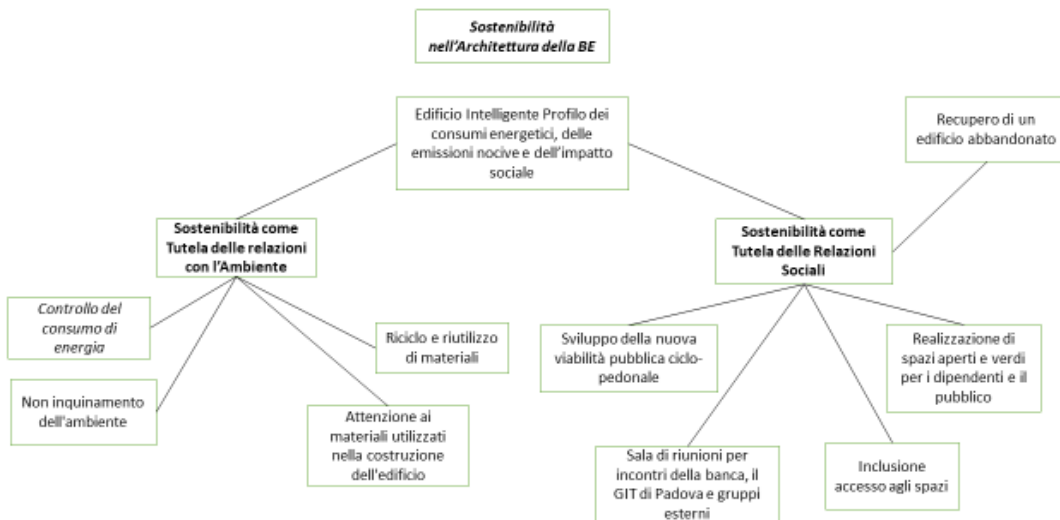 Sostenibilità
nell'Architettura della BE
Edificio Intelligente Profilo dei
consumi energetici, delle
emissioni nocive e dell'impatto
sociale
Recupero di un
edificio abbandonato
Sostenibilità come
Tutela delle relazioni
con l'Ambiente
Sostenibilità come
Tutela delle Relazioni
Sociali
Controllo del
consumo di
energia
Riciclo e riutilizzo
di materiali
Sviluppo della nuova
viabilità pubblica ciclo-
pedonale
Realizzazione di
spazi aperti e verdi
per i dipendenti e il
pubblico
Non inquinamento
dell'ambiente
Attenzione ai
materiali utilizzati
nella costruzione
dell'edificio
Sala di riunioni per
incontri della banca, il
GIT di Padova e gruppi
esterni
Inclusione
accesso agli spazi